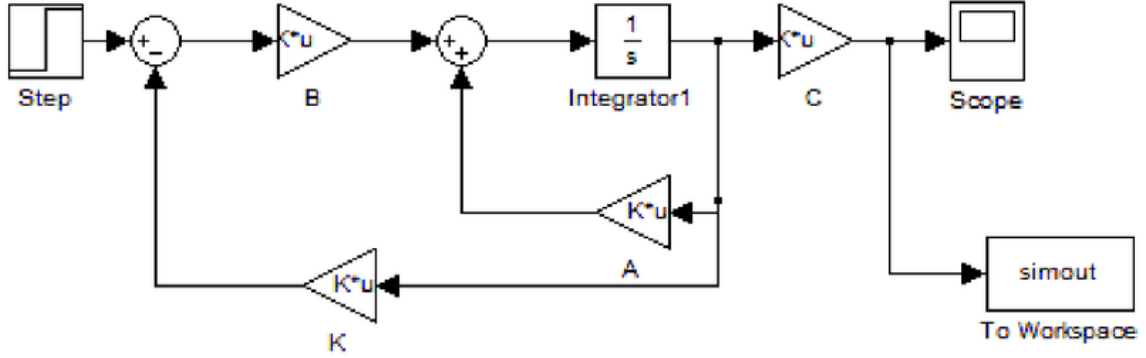 K*u
K*u
1
s
Step
B
Integrator1
C
Scope
K*u
A
simout
K*u
To Workspace
K